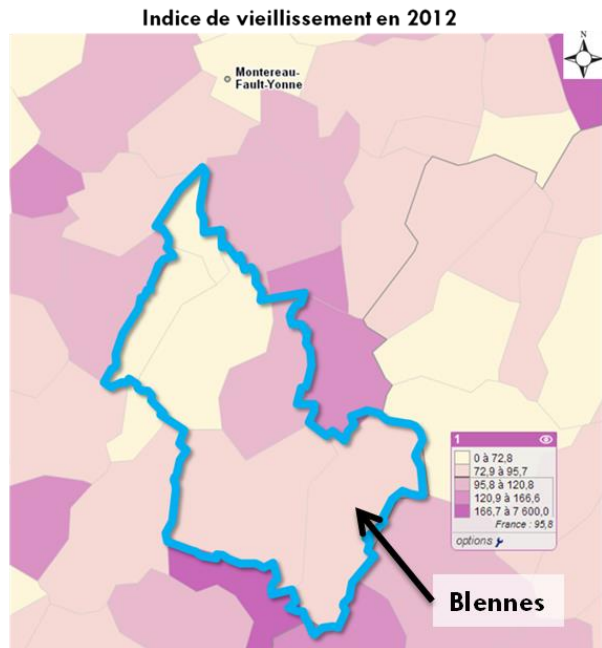 Indice de vieillissement en 2012
Montereau-
Fault-Yonne
1
0 à 72,8
72,9 à 95,7
95,8 à 120,8
120,9 à 166,6
166,7 à 7 600,0
France : 95,8
options
Blennes